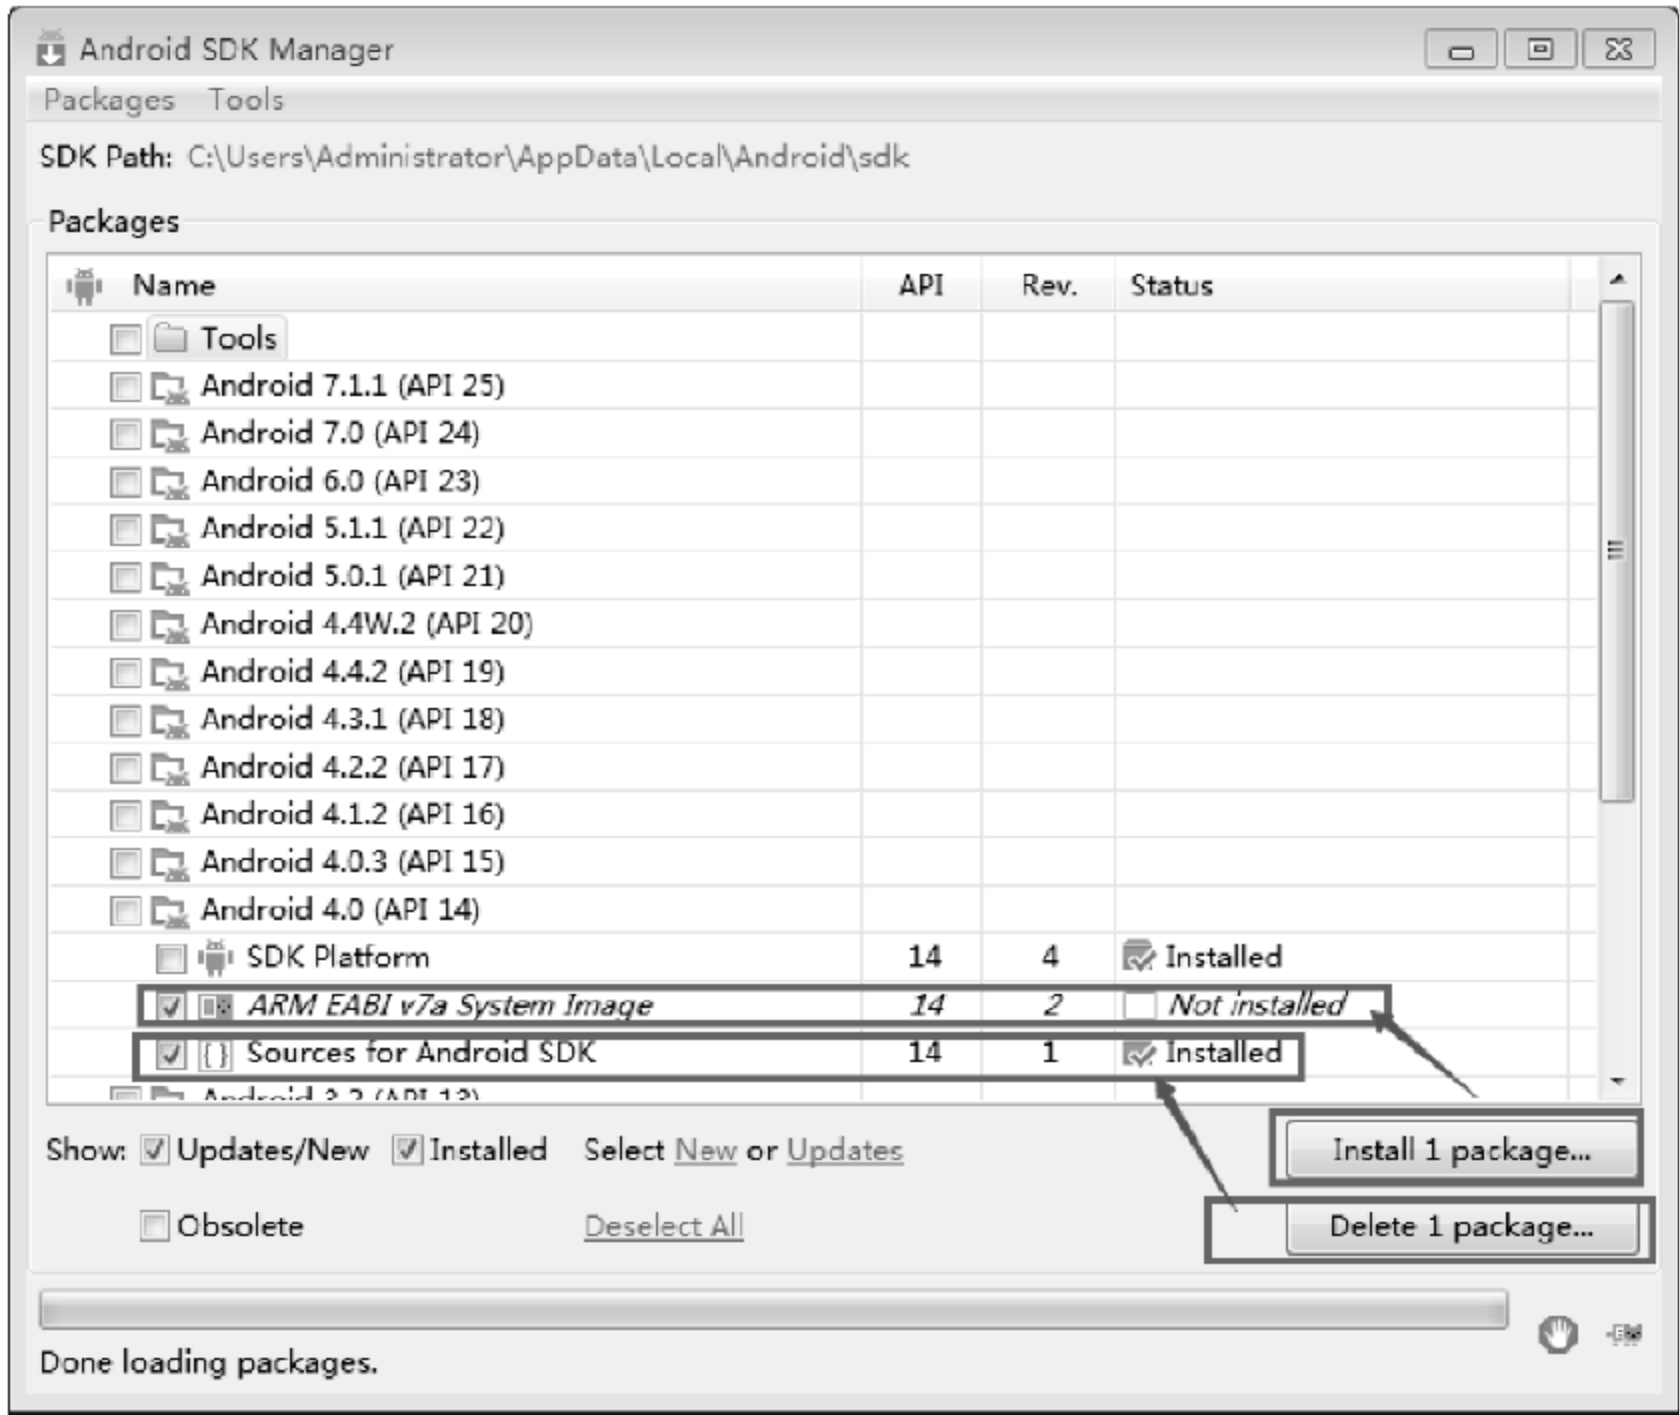 Android SDK Manager
Packages Tools
SDK Path: C:\Users\Administrator\AppData\Local\Android\sdk
Packages
Name API Rev. Status
Tools
Android 7.1.1 (API 25)
Android 7.0 (API 24)
Android 6.0 (API 23)
Android 5.1.1 (API 22)
Android 5.0.1 (API 21)
Android 4.4W.2 (API 20)
Android 4.4.2 (API 19)
Android 4.3.1 (API 18)
Android 4.2.2 (API 17)
Android 4.1.2 (API 16)
Android 4.0.3 (API 15)
Android 4.0 (API 14)
SDK Platform 14 4 Installed
ARM EABI v7a System Image 14 2 Not installed
{} Sources for Android SDK 14 1 Installed
Android 3.2 (API 13)
Show: Updates/New Installed Select New or Updates Install 1 package...
Obsolete Deselect All Delete 1 package...
Done loading packages.